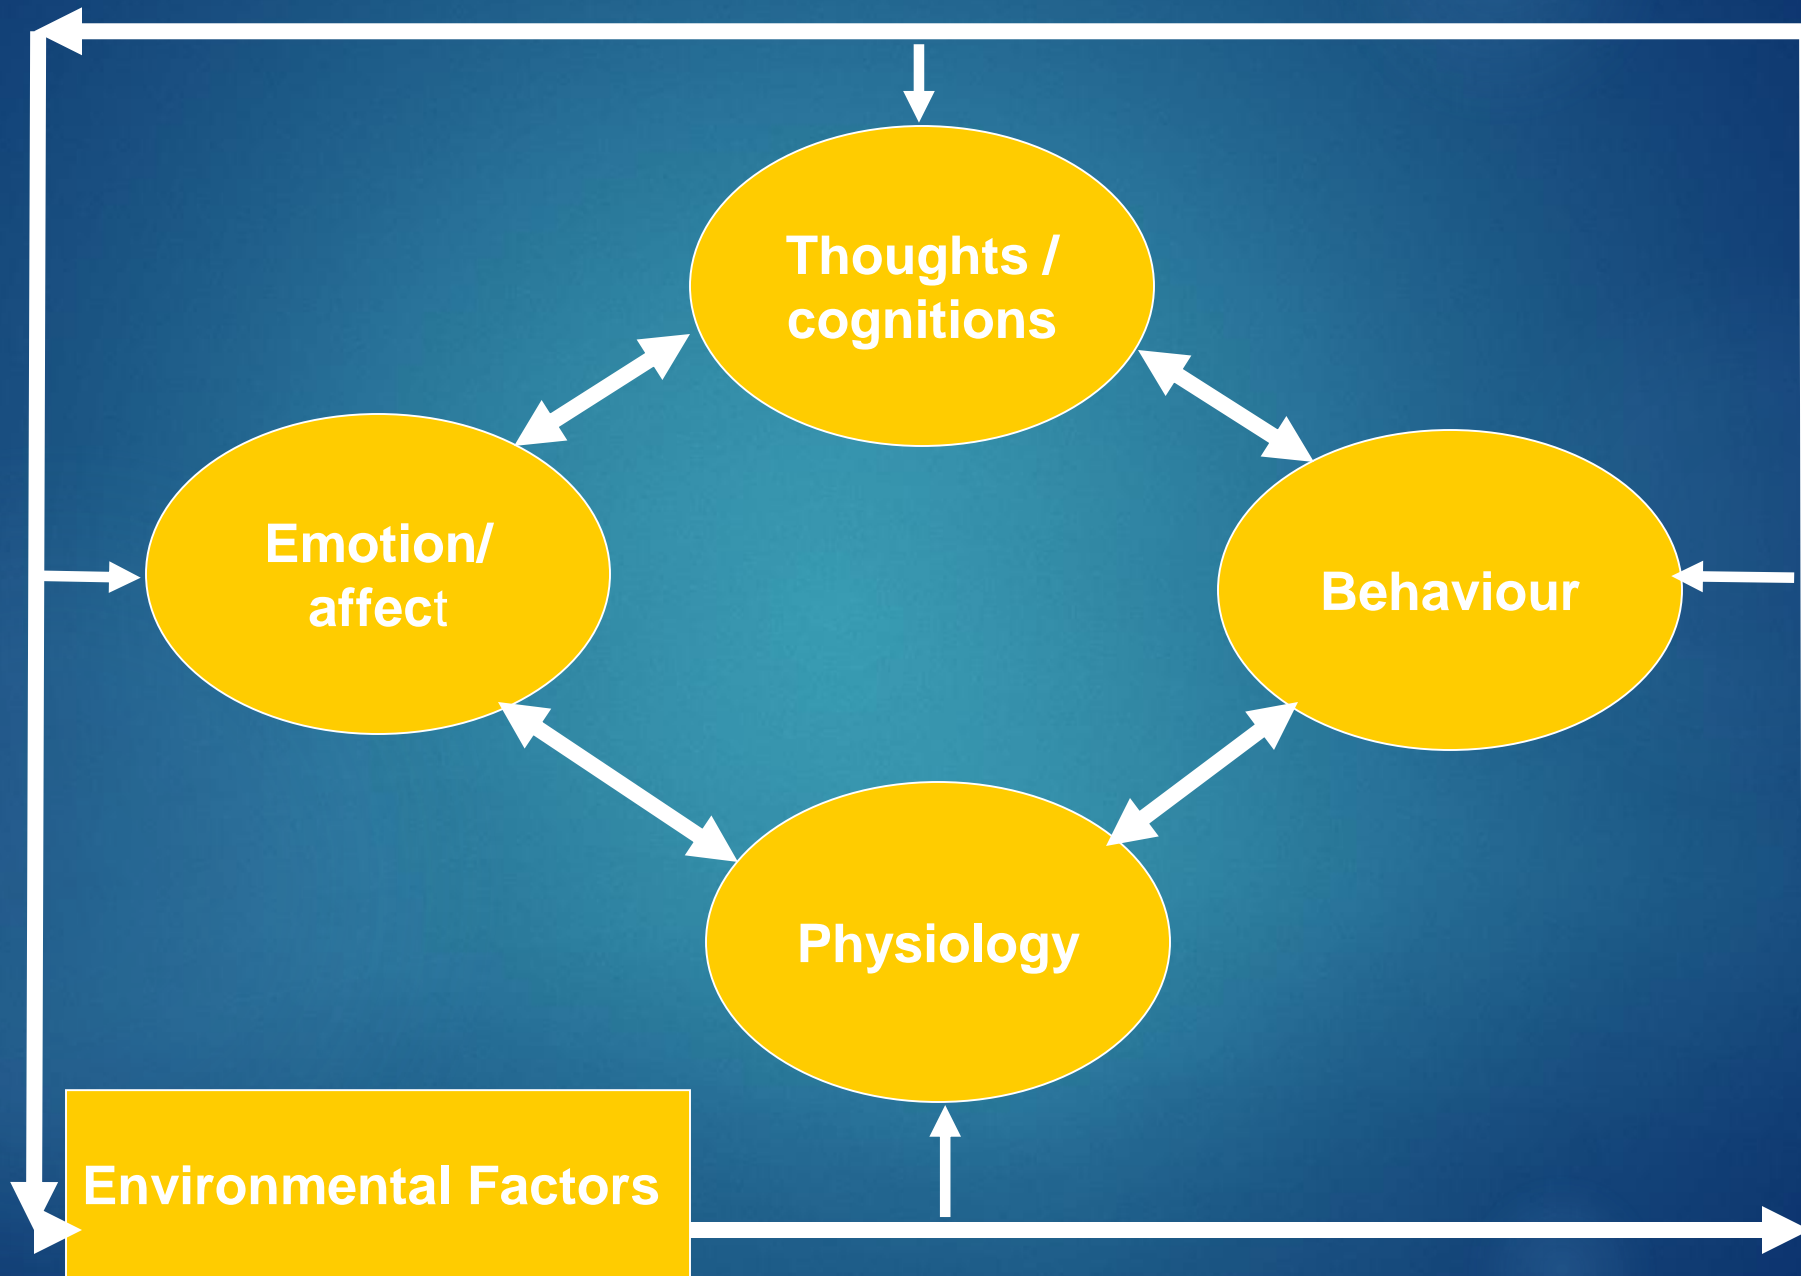 Thoughts /
cognitions
Emotion/
affect
Behaviour
Physiology
Environmental Factors